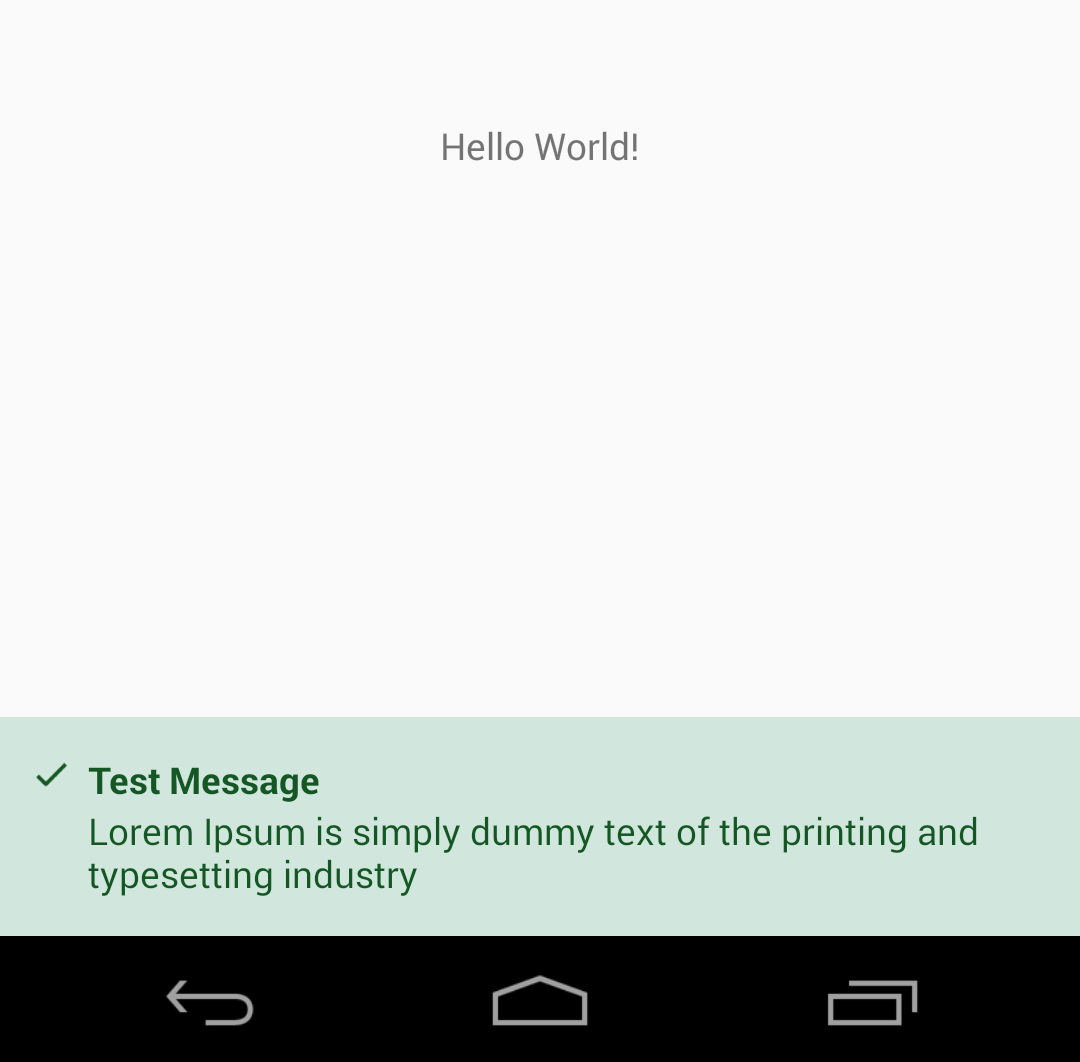 Hello World!
Test Message
Lorem Ipsum is simply dummy text of the printing and
typesetting industry